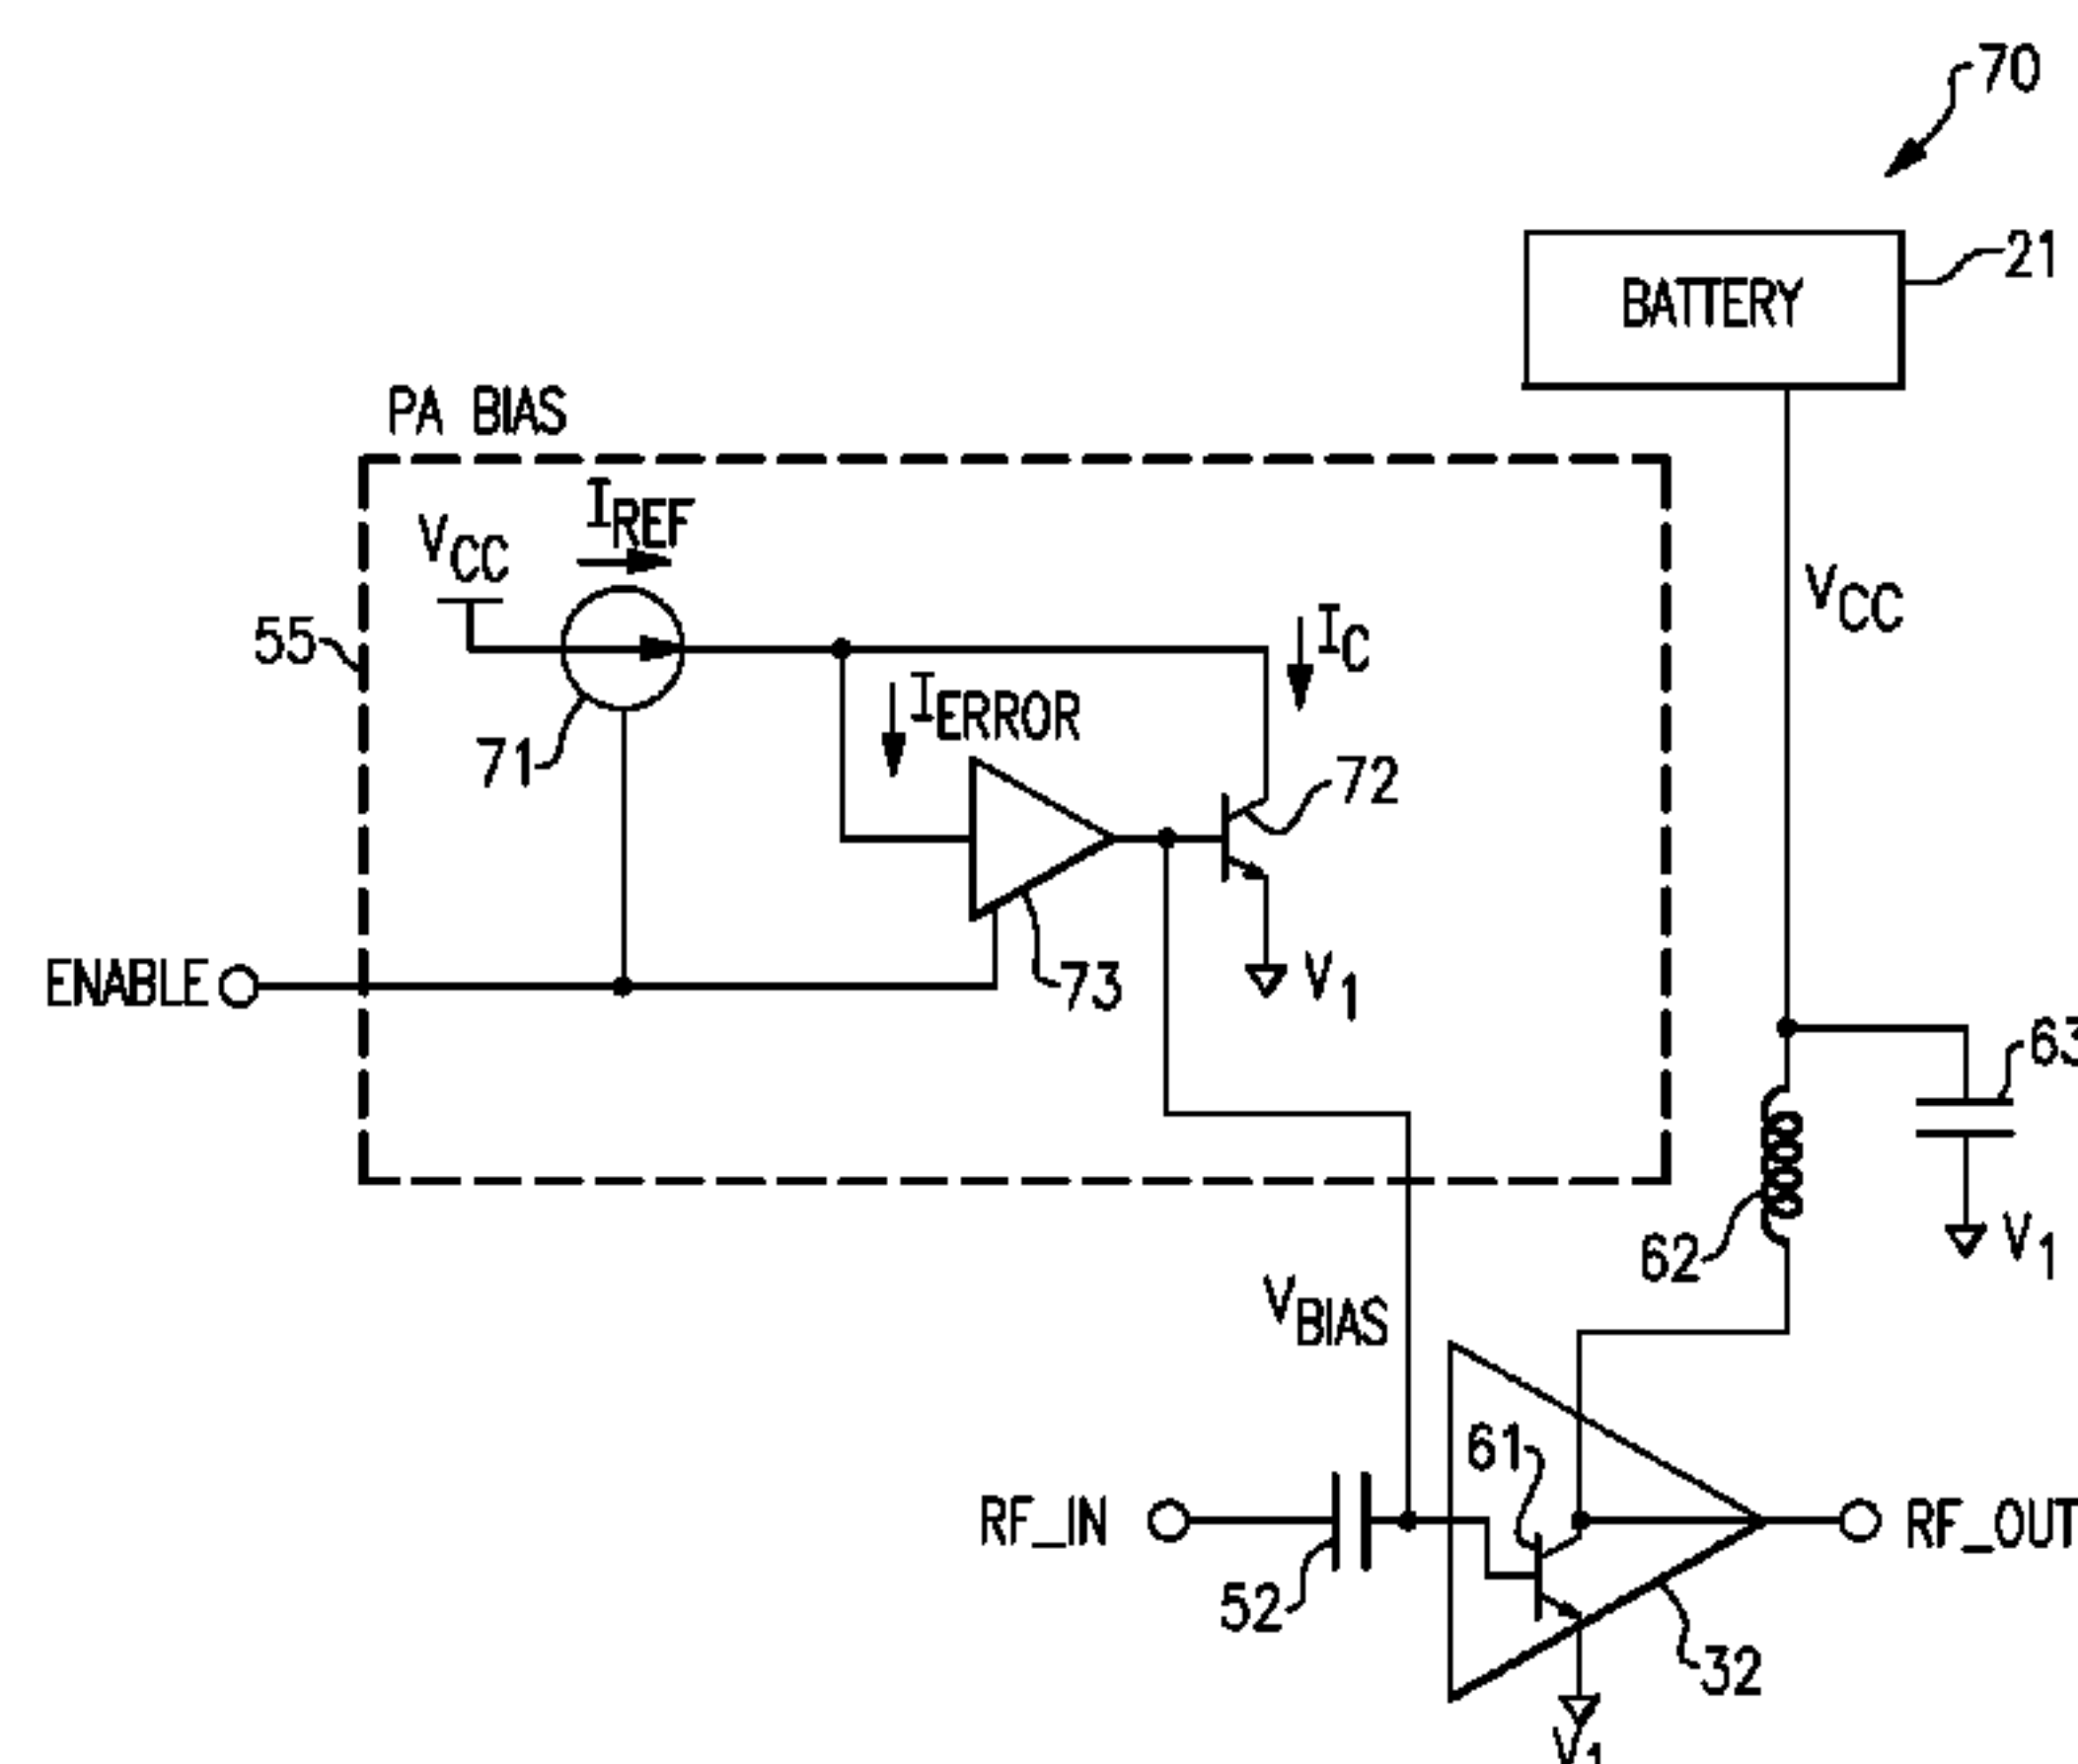 70
BATTERY
21
PA BIAS
IREF
VCC
VCC
55
IC
IERROR
71
72
ENABLE
73
V1
63
62
V1
VBIAS
61
RF_IN
RF_OUT
52
32
V1